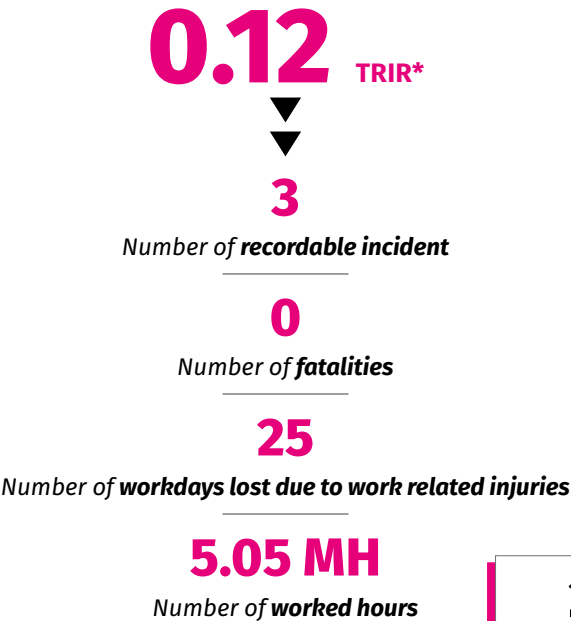 0.12 TRIR*
3
Number of recordable incident
0
Number of fatalities
25
Number of workdays lost due to work related injuries
5.05 MH
Number of worked hours